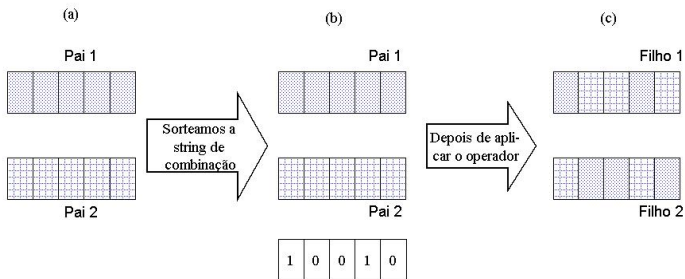 (a)
(b)
(c)
Pai 1
Pai 1
Filho 1
Sorteamos a
string de
combinação
Depois de apli-
car o operador
Pai 2
Pai 2
Filho 2
1 0 0 1 0